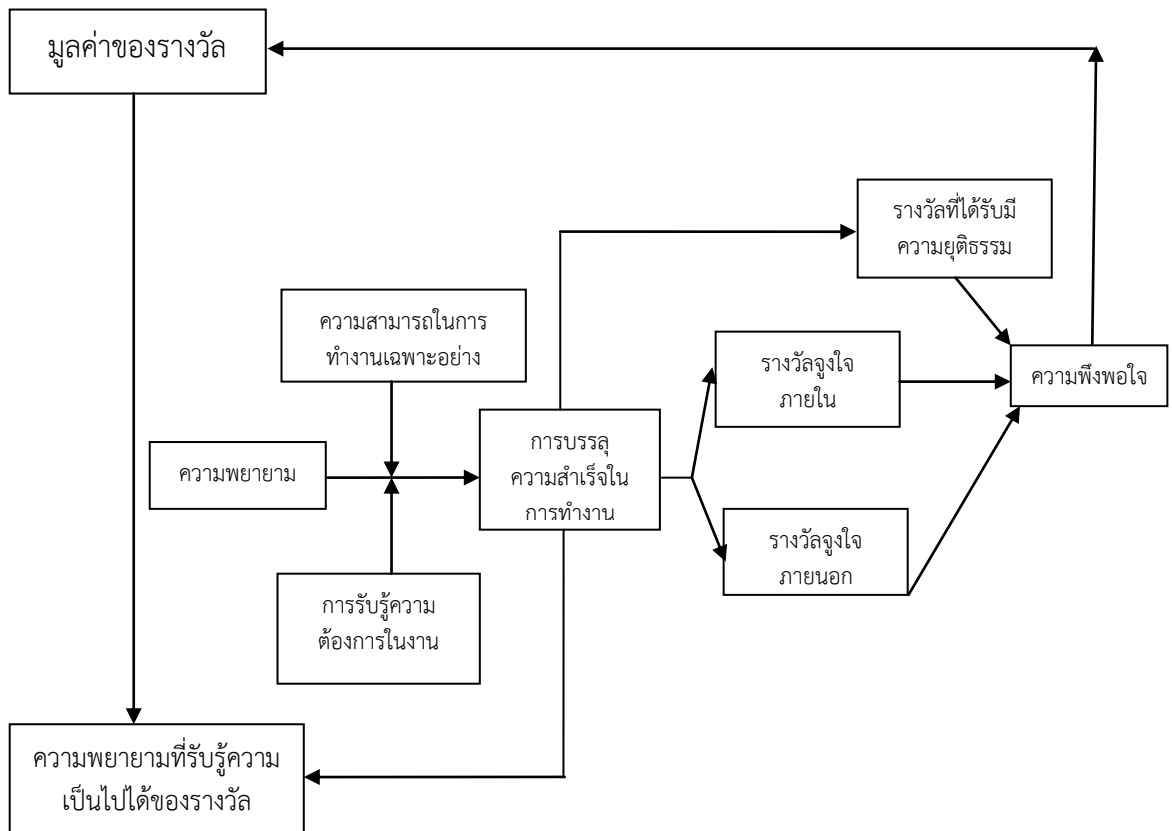 มูลค่าของรางวัล
รางวัลที่ได้รับมี
ความยุติธรรม
ความสามารถในการ
ทำงานเฉพาะอย่าง
รางวัลจูงใจ
ภายใน
ความพึงพอใจ
การบรรลุ
ความสำเร็จใน
การทำงาน
ความพยายาม
รางวัลจูงใจ
ภายนอก
การรับรู้ความ
ต้องการในงาน
ความพยายามที่รับรู้ความ
เป็นไปได้ของรางวัล